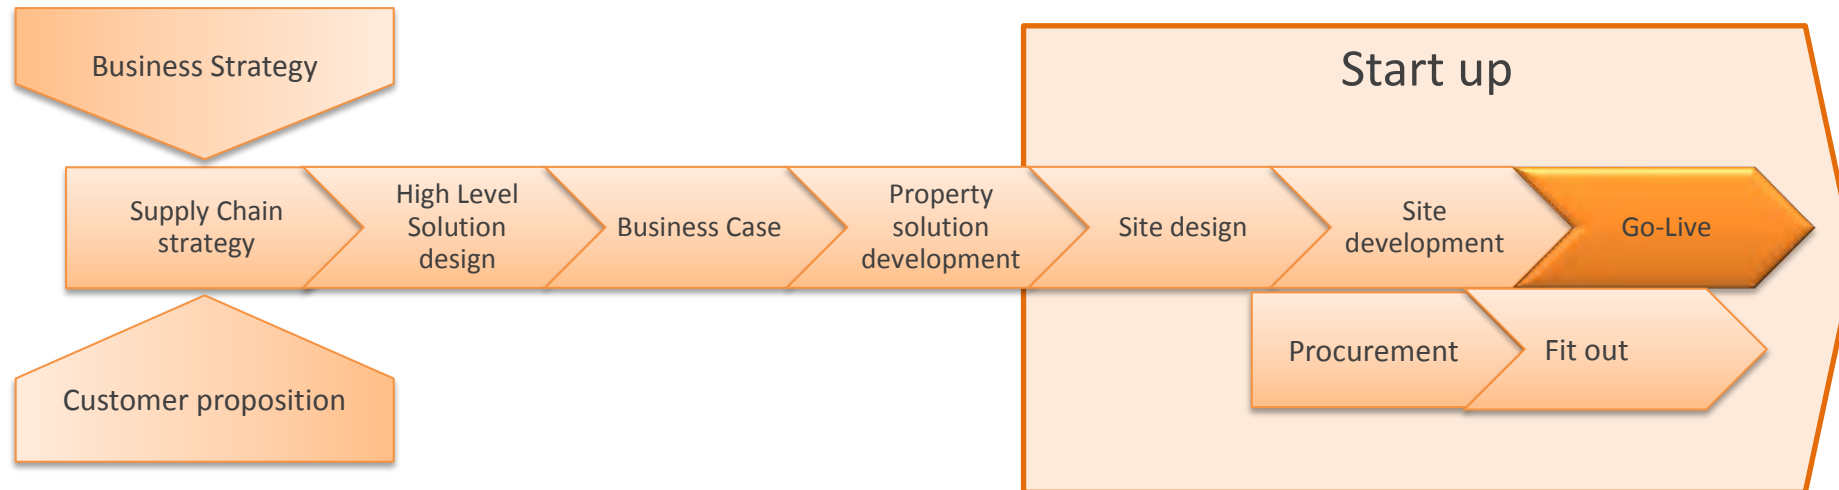 Business Strategy
Start up
Supply Chain
strategy
High Level
Solution
design
Business Case
Property
solution
development
Site design
Site
development
Go-Live
Procurement
Fit out
Customer proposition